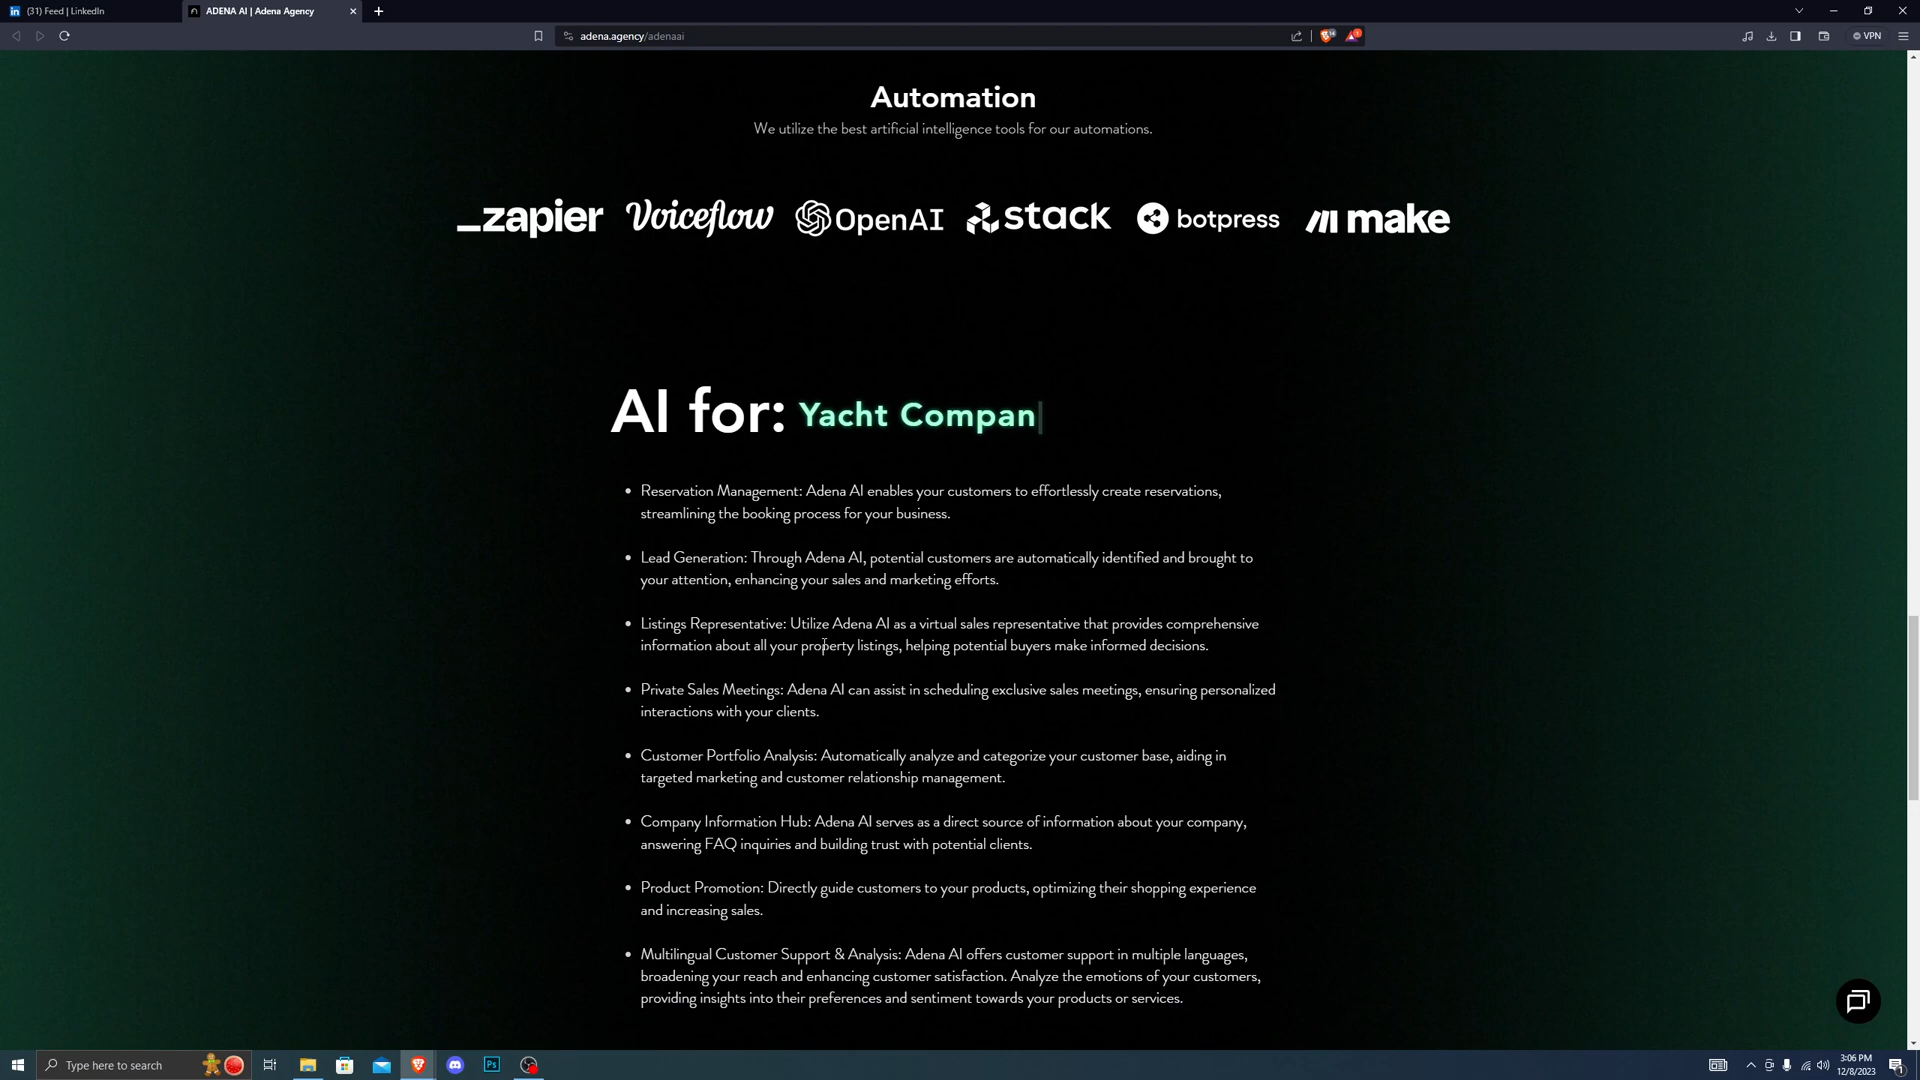 (31) Feed | LinkedIn
ADENA AI | Adena Agency
adena.agency/adenaai
VPN
Automation
We utilize the best artificial intelligence tools for our automations.
_zapier Voiceflow OpenAI stack botpress make
AI for: Yacht Compan|
Reservation Management: Adena AI enables your customers to effortlessly create reservations,
streamlining the booking process for your business.
Lead Generation: Through Adena AI, potential customers are automatically identified and brought to
your attention, enhancing your sales and marketing efforts.
Listings Representative: Utilize Adena AI as a virtual sales representative that provides comprehensive
information about all your property listings, helping potential buyers make informed decisions.
Private Sales Meetings: Adena AI can assist in scheduling exclusive sales meetings, ensuring personalized
interactions with your clients.
Customer Portfolio Analysis: Automatically analyze and categorize your customer base, aiding in
targeted marketing and customer relationship management.
Company Information Hub: Adena AI serves as a direct source of information about your company,
answering FAQ inquiries and building trust with potential clients.
Product Promotion: Directly guide customers to your products, optimizing their shopping experience
and increasing sales.
Multilingual Customer Support & Analysis: Adena AI offers customer support in multiple languages,
broadening your reach and enhancing customer satisfaction. Analyze the emotions of your customers,
providing insights into their preferences and sentiment towards your products or services.
Type here to search
Ps
3:06 PM
12/8/2023